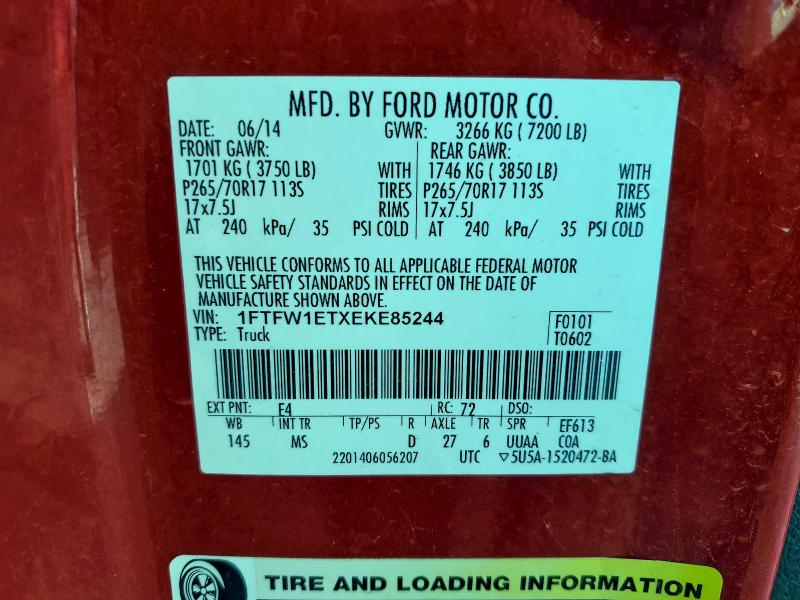 MFD. BY FORD MOTOR CO.
DATE: 06/14 GVWR: 3266 KG ( 7200 LB)
FRONT GAWR: REAR GAWR:
1701 KG ( 3750 LB) WITH 1746 KG ( 3850 LB) WITH
P265/70R17 113S TIRES P265/70R17 113S TIRES
17x7.5J RIMS 17x7.5J RIMS
AT 240 kPa/ 35 PSI COLD AT 240 kPa/ 35 PSI COLD
THIS VEHICLE CONFORMS TO ALL APPLICABLE FEDERAL MOTOR
VEHICLE SAFETY STANDARDS IN EFFECT ON THE DATE OF
MANUFACTURE SHOWN ABOVE.
VIN: 1FTFW1ETXEKE85244 F0101
TYPE: Truck T0602
EXT PNT: E4 RC: 72 DSO:
WB INT TR TP/PS R AXLE TR SPR EF613
145 MS D 27 6 UUAA COA
2201406056207 UTC ▽5U5A-1520472-BA
TIRE AND LOADING INFORMATION